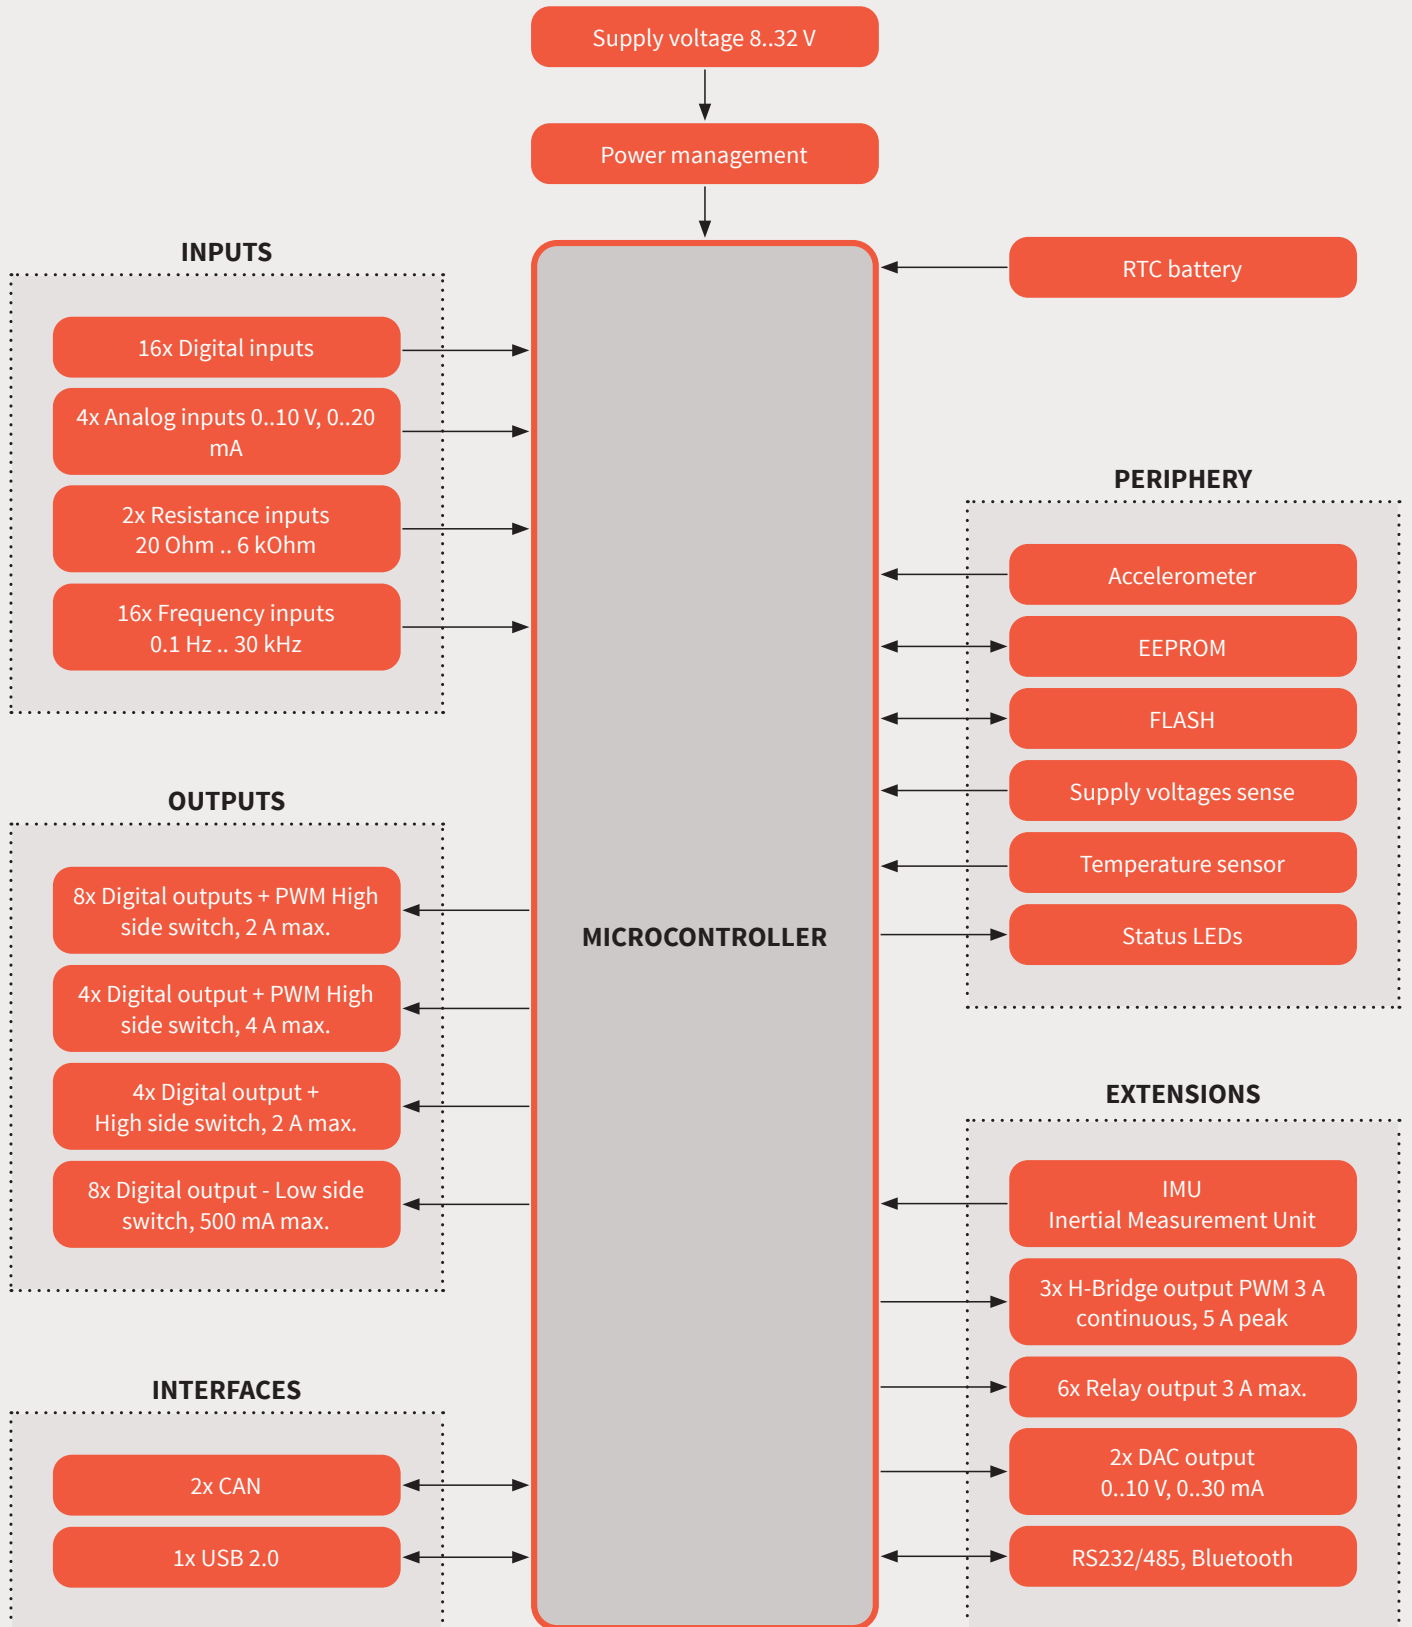 Supply voltage 8..32 V
Power management
INPUTS
16x Digital inputs
4x Analog inputs 0..10 V, 0..20
mA
2x Resistance inputs
20 Ohm .. 6 kOhm
16x Frequency inputs
0.1 Hz .. 30 kHz
OUTPUTS
8x Digital outputs + PWM High
side switch, 2 A max.
4x Digital output + PWM High
side switch, 4 A max.
4x Digital output +
High side switch, 2 A max.
8x Digital output - Low side
switch, 500 mA max.
INTERFACES
2x CAN
1x USB 2.0
MICROCONTROLLER
RTC battery
PERIPHERY
Accelerometer
EEPROM
FLASH
Supply voltages sense
Temperature sensor
Status LEDs
EXTENSIONS
IMU
Inertial Measurement Unit
3x H-Bridge output PWM 3 A
continuous, 5 A peak
6x Relay output 3 A max.
2x DAC output
0..10 V, 0..30 mA
RS232/485, Bluetooth